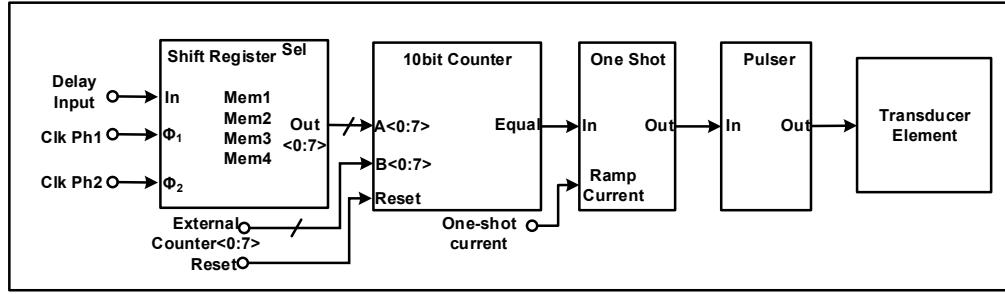 Shift Register
Sel
Delay
Input
In
Mem1
Mem2
Mem3
Mem4
Out
<0:7>
Clk Ph1
Φ1
Clk Ph2
Φ2
10bit Counter
A<0:7>
Equal
B<0:7>
Reset
External
Counter<0:7>
Reset
One Shot
In
Out
Ramp
Current
One-shot
current
Pulser
In
Out
Transducer
Element